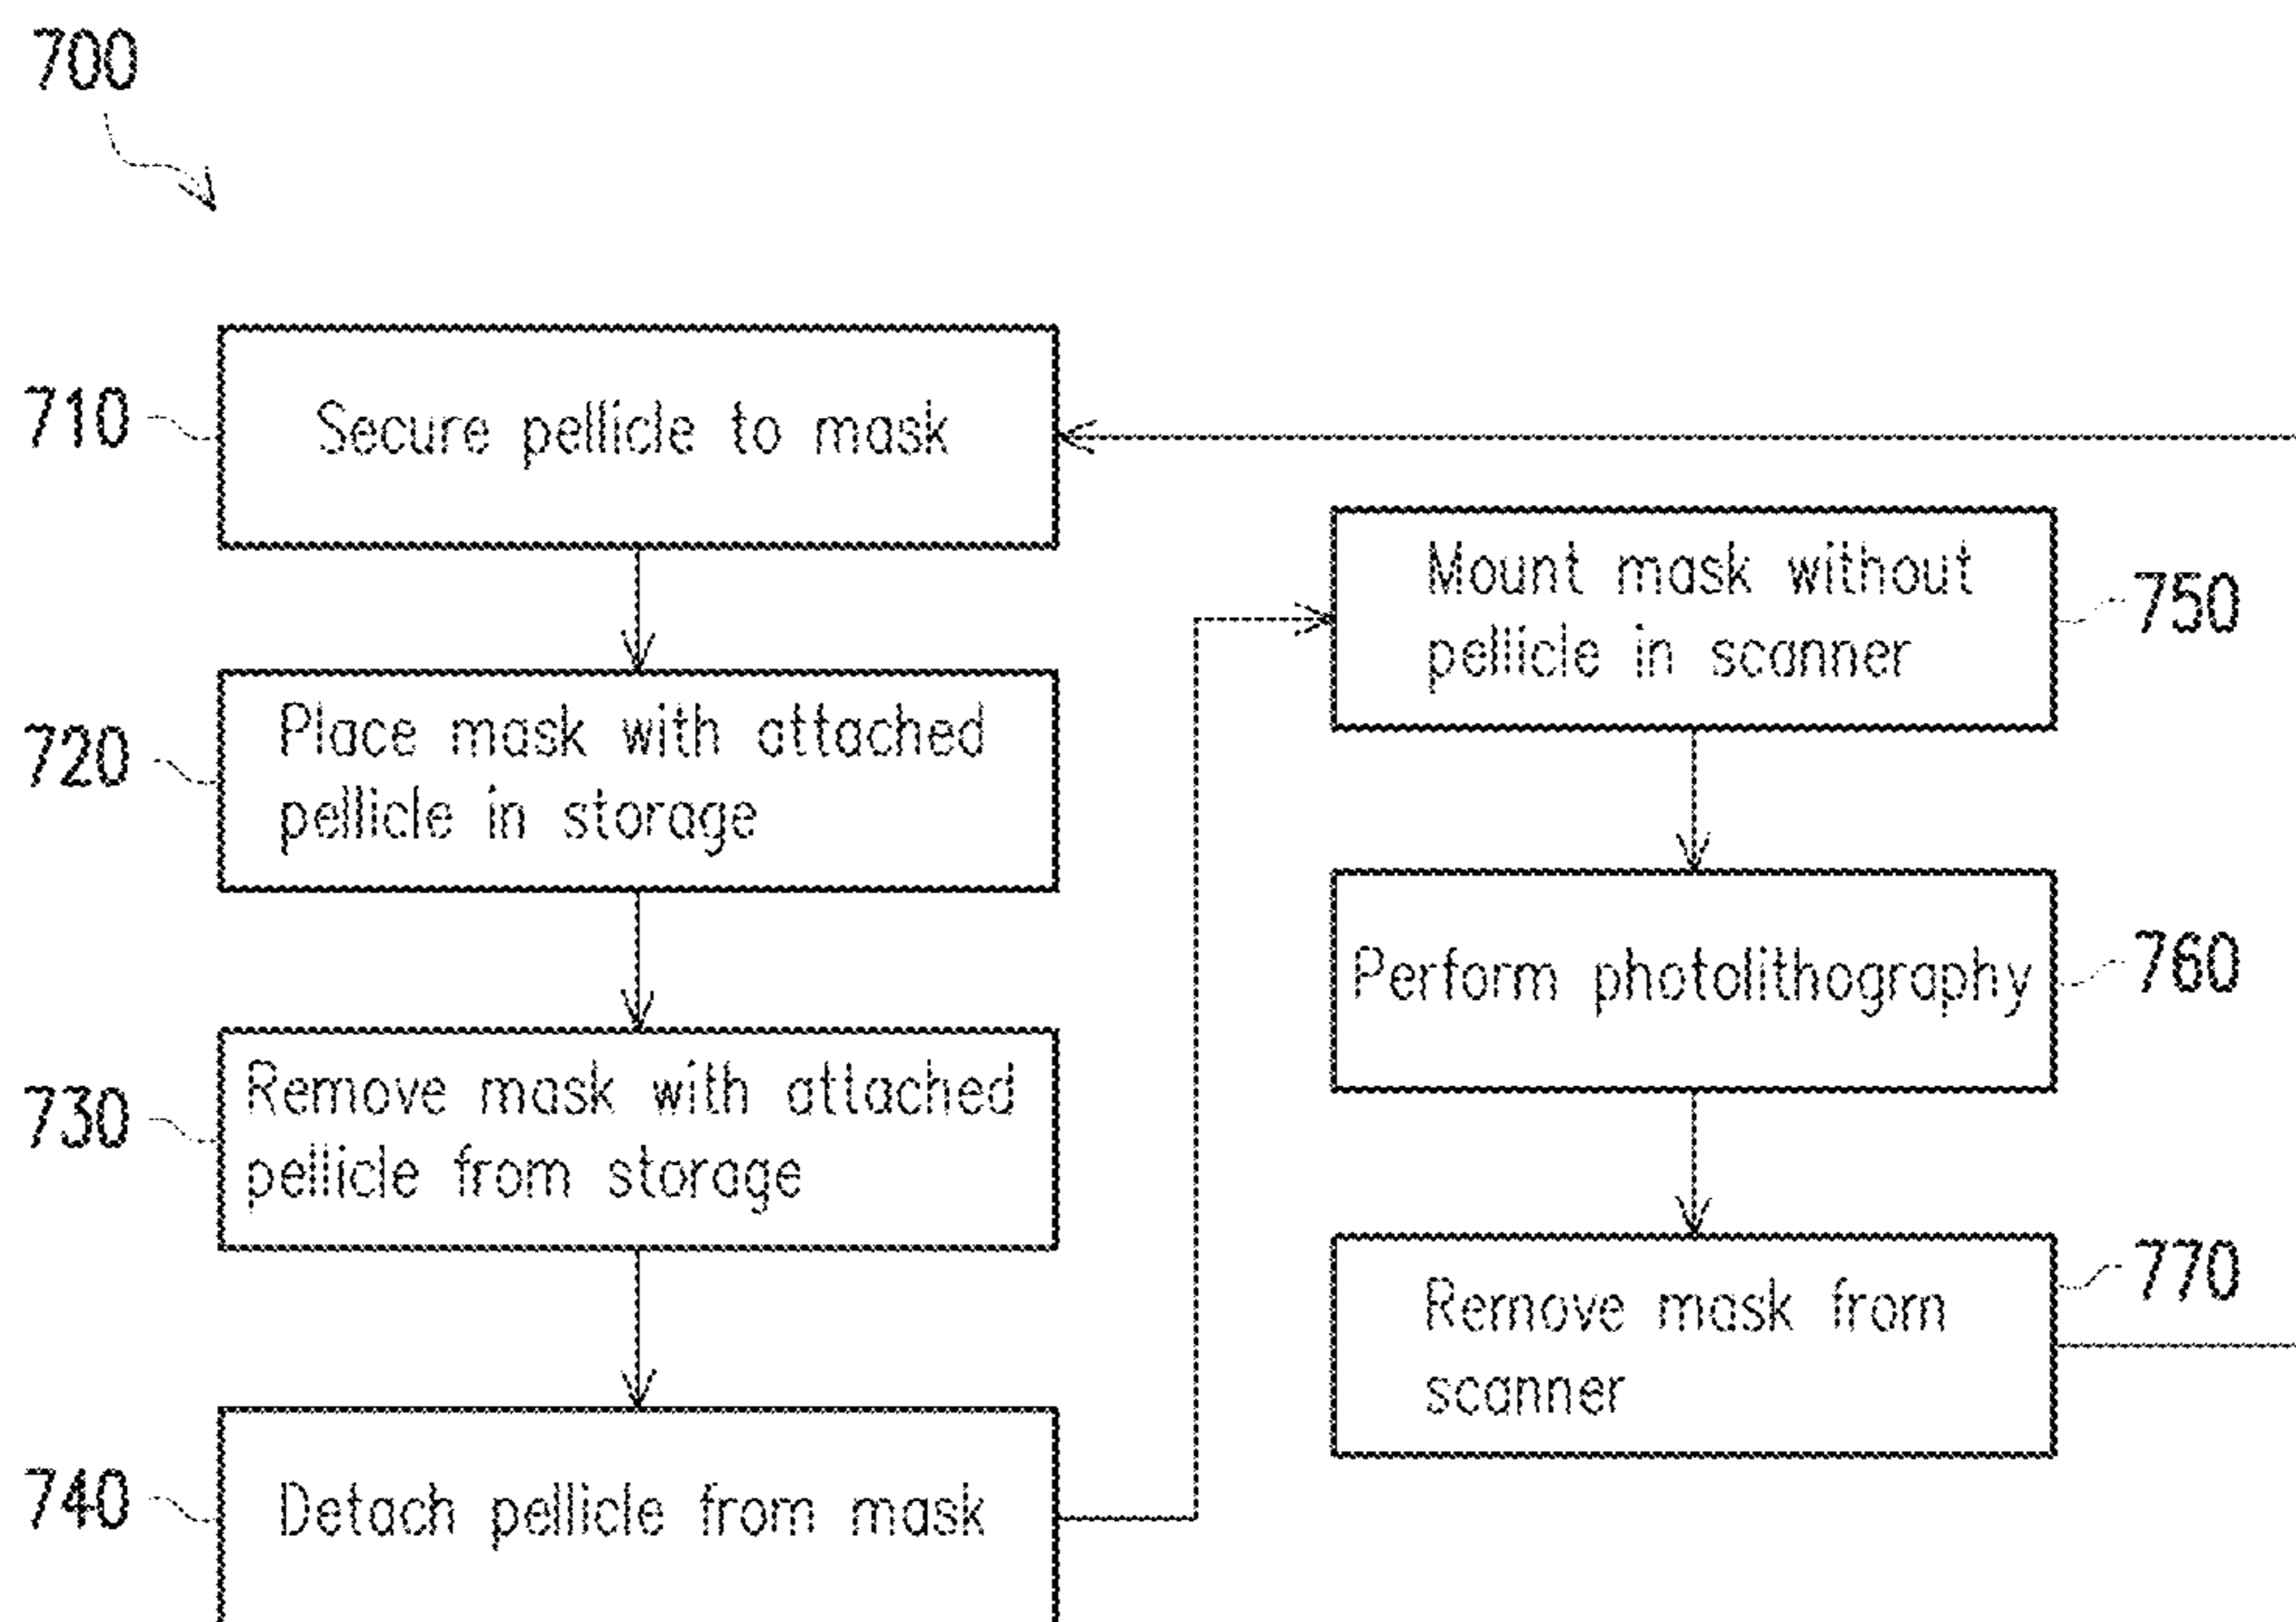 700
710
Secure pellicle to mask
720
Place mask with attached
pellicle in storage
730
Remove mask with attached
pellicle from storage
740
Detach pellicle from mask
Mount mask without
pellicle in scanner
750
Perform photolithography
760
Remove mask from
scanner
770